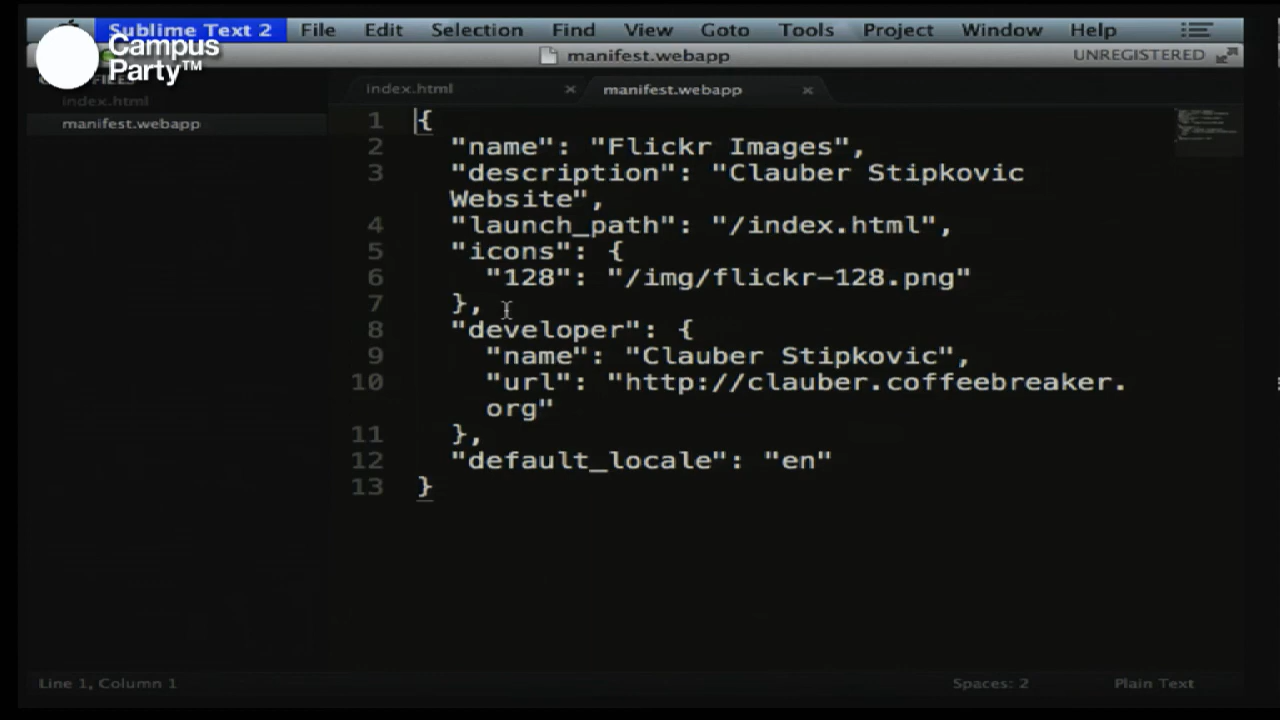 Sublime Text 2 File Edit Selection Find View Goto Tools Project Window Help
Campus
Party™
manifest.webapp UNREGISTERED
FILES
index.html
manifest.webapp
index.html × manifest.webapp ×
1 {
2 "name": "Flickr Images",
3 "description": "Clauber Stipkovic
Website",
4 "launch_path": "/index.html",
5 "icons": {
6 "128": "/img/flickr-128.png"
7 },
8 "developer": {
9 "name": "Clauber Stipkovic",
10 "url": "http://clauber.coffeebreaker.
org"
11 },
12 "default_locale": "en"
13 }
Line 1, Column 1 Spaces: 2 Plain Text